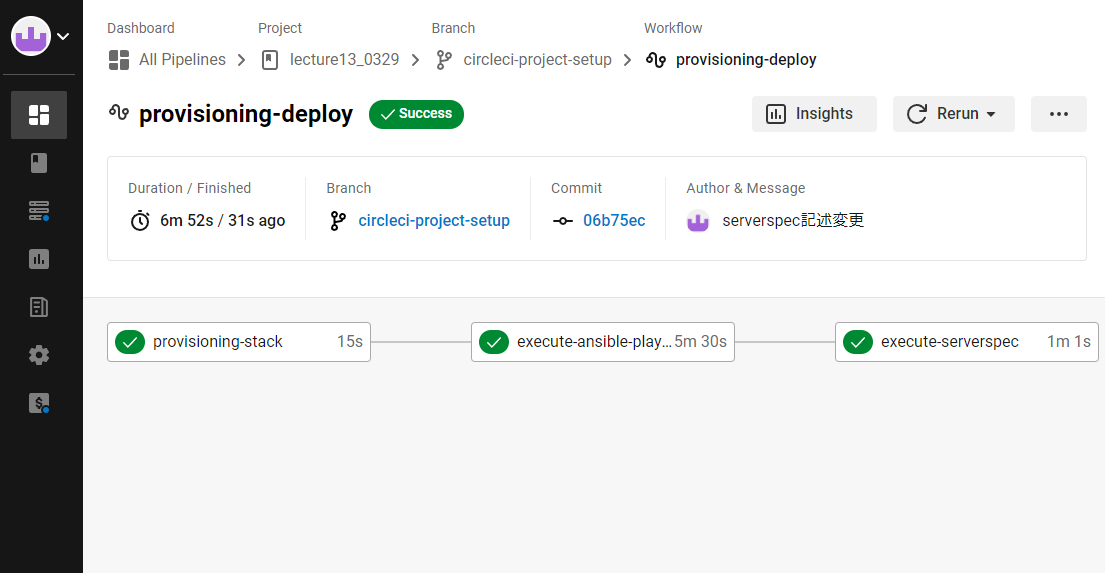 Dashboard Project Branch Workflow
All Pipelines lecture13_0329 circleci-project-setup provisioning-deploy
provisioning-deploy Success Insights Rerun
Duration / Finished Branch Commit Author & Message
6m 52s / 31s ago circleci-project-setup 06b75ec serverspec記述変更
provisioning-stack 15s execute-ansible-play... 5m 30s execute-serverspec 1m 1s